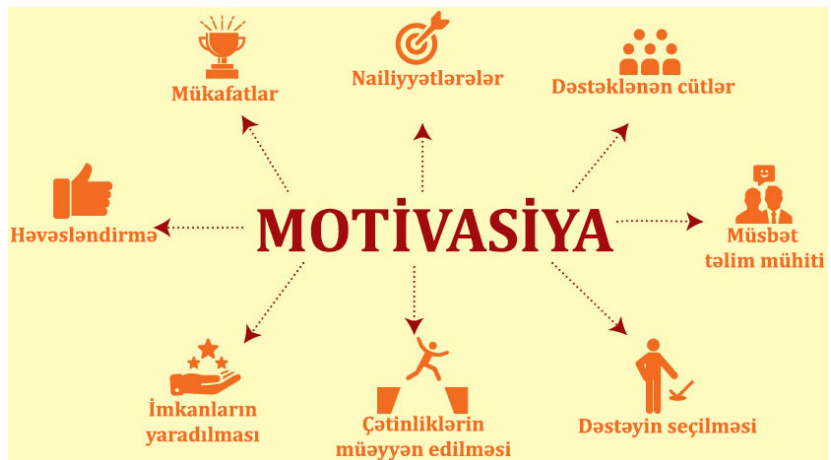 Mükafatlar
Nailiyyətlərələr
Dəstəklənən cütlər
Həvəsləndirmə
MOTİVASİYA
Müsbət
təlim mühiti
İmkanların
yaradılması
Çətinliklərin
müəyyən edilməsi
Dəstəyin seçilməsi